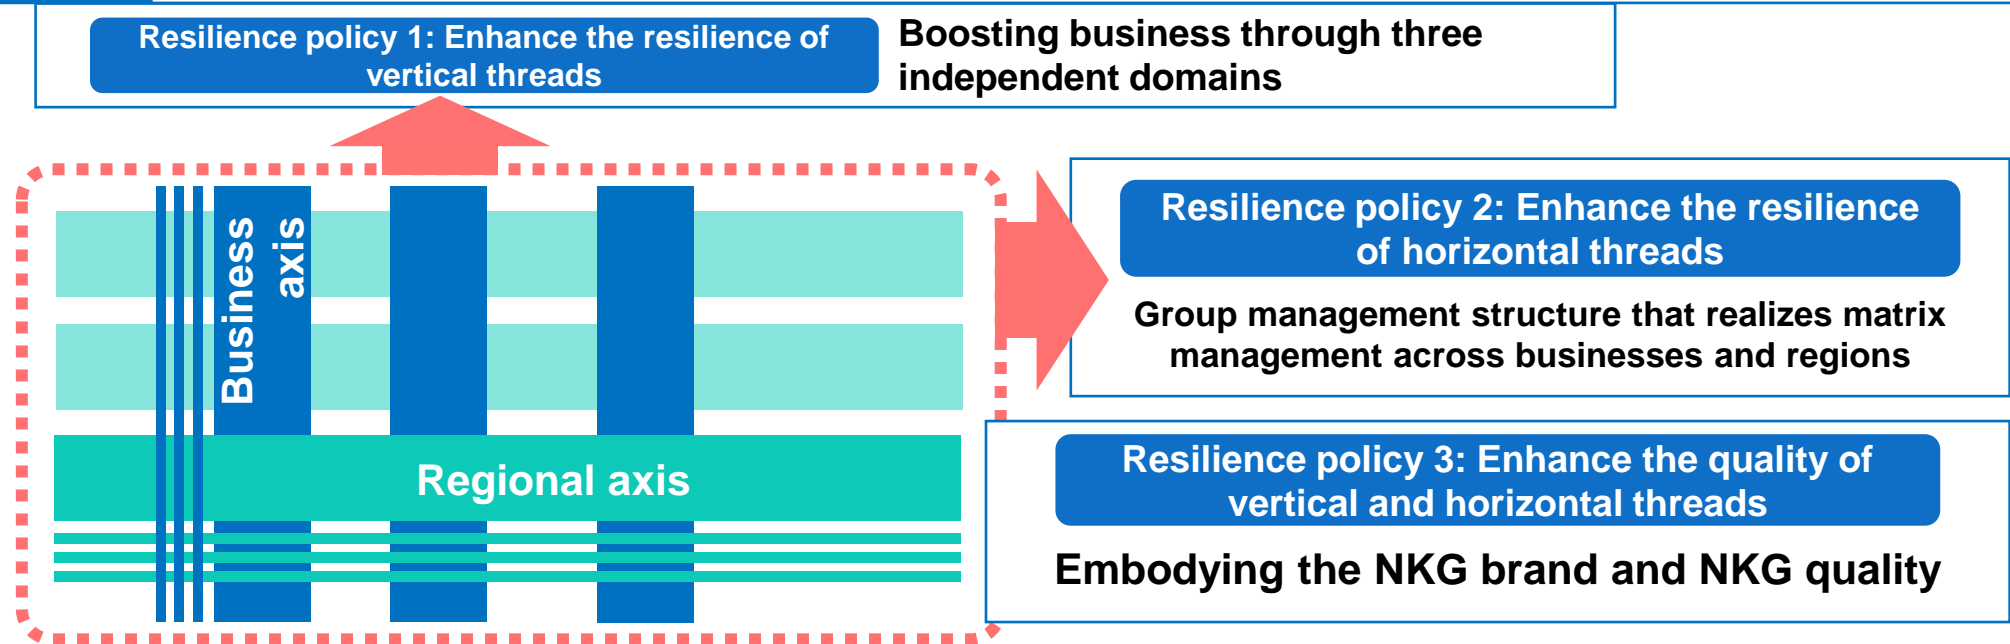 Resilience policy 1: Enhance the resilience of
vertical threads
Boosting business through three
independent domains
Business
axis
Regional axis
Resilience policy 2: Enhance the resilience
of horizontal threads
Group management structure that realizes matrix
management across businesses and regions
Resilience policy 3: Enhance the quality of
vertical and horizontal threads
Embodying the NKG brand and NKG quality